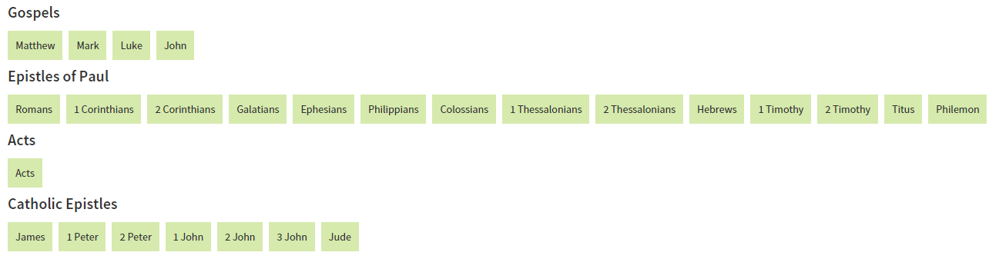 Gospels
Matthew Mark Luke John
Epistles of Paul
Romans 1 Corinthians 2 Corinthians Galatians Ephesians Philippians Colossians 1 Thessalonians 2 Thessalonians Hebrews 1 Timothy 2 Timothy Titus Philemon
Acts
Acts
Catholic Epistles
James 1 Peter 2 Peter 1 John 2 John 3 John Jude